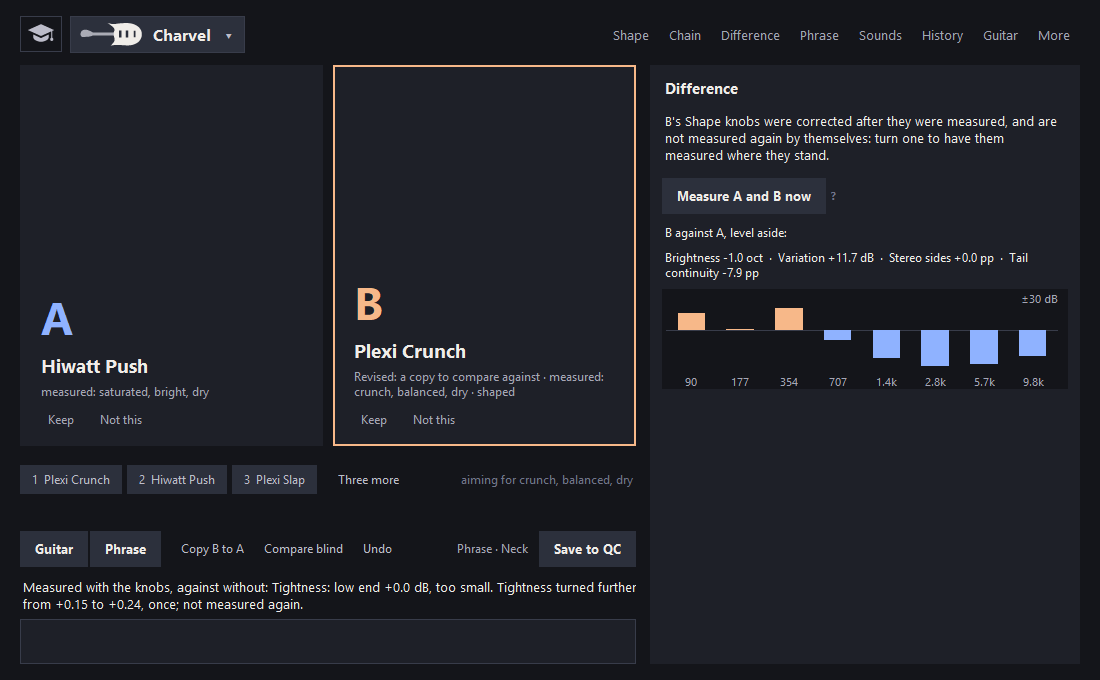 Charvel ▾
Shape Chain Difference Phrase Sounds History Guitar More
A
Hiwatt Push
measured: saturated, bright, dry
Keep Not this
B
Plexi Crunch
Revised: a copy to compare against · measured:
crunch, balanced, dry · shaped
Keep Not this
1 Plexi Crunch
2 Hiwatt Push
3 Plexi Slap
Three more
aiming for crunch, balanced, dry
Guitar
Phrase
Copy B to A
Compare blind
Undo
Phrase · Neck
Save to QC
Measured with the knobs, against without: Tightness: low end +0.0 dB, too small. Tightness turned further
from +0.15 to +0.24, once; not measured again.
Difference
B's Shape knobs were corrected after they were measured, and are
not measured again by themselves: turn one to have them
measured where they stand.
Measure A and B now ?
B against A, level aside:
Brightness -1.0 oct · Variation +11.7 dB · Stereo sides +0.0 pp · Tail
continuity -7.9 pp
±30 dB
90 177 354 707 1.4k 2.8k 5.7k 9.8k